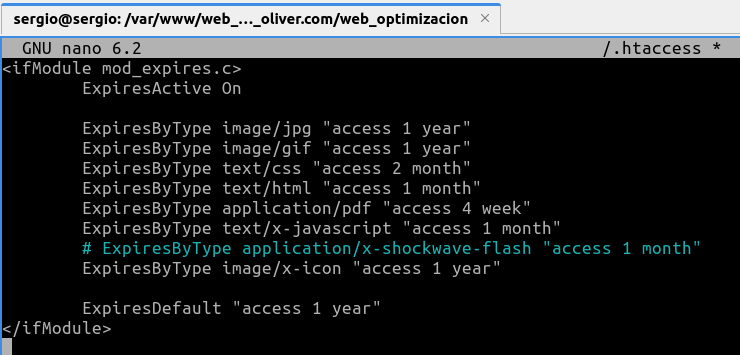 sergio@sergio: /var/www/web_..._oliver.com/web_optimizacion ×
GNU nano 6.2 /.htaccess *
<ifModule mod_expires.c>
ExpiresActive On
ExpiresByType image/jpg "access 1 year"
ExpiresByType image/gif "access 1 year"
ExpiresByType text/css "access 2 month"
ExpiresByType text/html "access 1 month"
ExpiresByType application/pdf "access 4 week"
ExpiresByType text/x-javascript "access 1 month"
# ExpiresByType application/x-shockwave-flash "access 1 month"
ExpiresByType image/x-icon "access 1 year"
ExpiresDefault "access 1 year"
</ifModule>